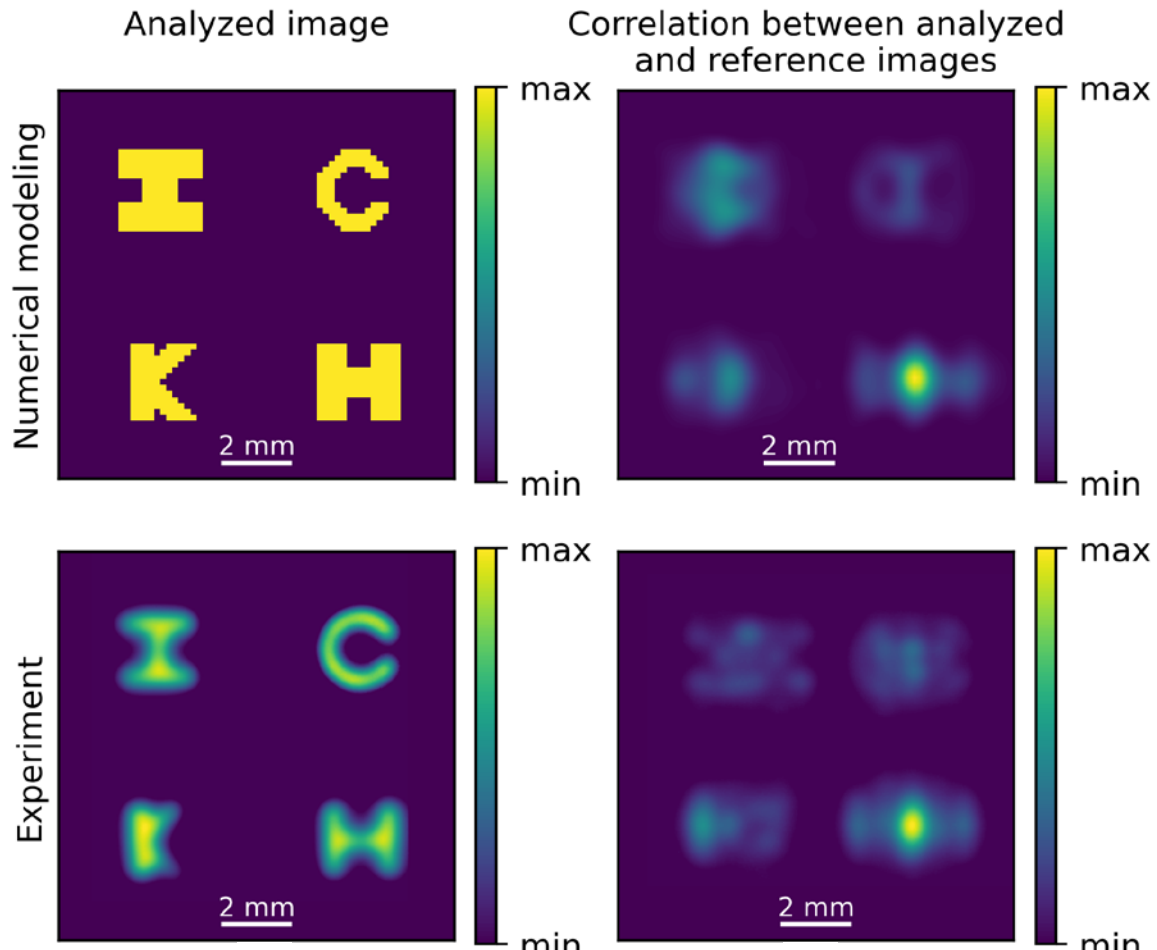 Analyzed image
Correlation between analyzed
and reference images
Numerical modeling
I
C
K
H
2 mm
max
min
2 mm
max
min
Experiment
I
C
K
H
2 mm
max
min
2 mm
max
min